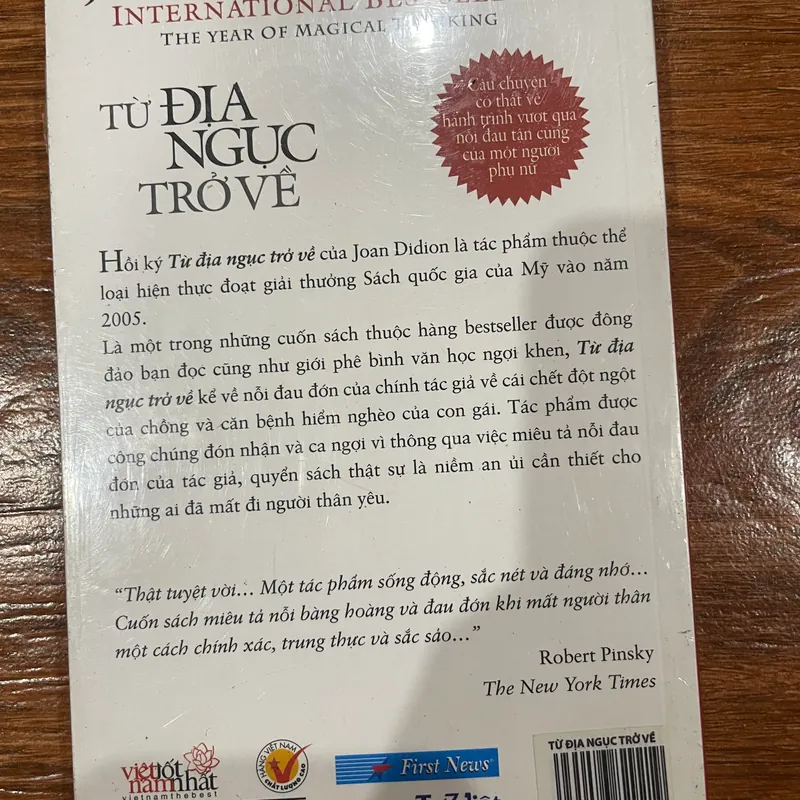 INTERNATIONAL
THE YEAR OF MAGICAL THINKING
TỪ ĐỊA
NGỤC
TRỞ VỀ
Câu chuyện
có thật về
hành trình vượt qua
nỗi đau tận cùng
của một người
phụ nữ
Hồi ký Từ địa ngục trở về của Joan Didion là tác phẩm thuộc thể
loại hiện thực đoạt giải thưởng Sách quốc gia của Mỹ vào năm
2005.
Là một trong những cuốn sách thuộc hàng bestseller được đông
đảo bạn đọc cũng như giới phê bình văn học ngợi khen, Từ địa
ngục trở về kể về nỗi đau đớn của chính tác giả về cái chết đột ngột
của chồng và căn bệnh hiểm nghèo của con gái. Tác phẩm được
công chúng đón nhận và ca ngợi vì thông qua việc miêu tả nỗi đau
đớn của tác giả, quyển sách thật sự là niềm an ủi cần thiết cho
những ai đã mất đi người thân yêu.
“Thật tuyệt vời… Một tác phẩm sống động, sắc nét và đáng nhớ…
Cuốn sách miêu tả nỗi bàng hoàng và đau đớn khi mất người thân
một cách chính xác, trung thực và sắc sảo…”
Robert Pinsky
The New York Times
việt tốt
nam nhất
vietnamthebest
HÀNG VIỆT NAM
CHẤT LƯỢNG CAO
First News
TỪ ĐỊA NGỤC TRỞ VỀ